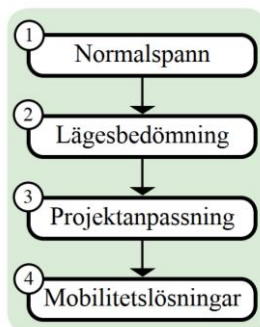 1
Normalspann
2
Lägesbedömning
3
Projektanpassning
4
Mobilitetslösningar